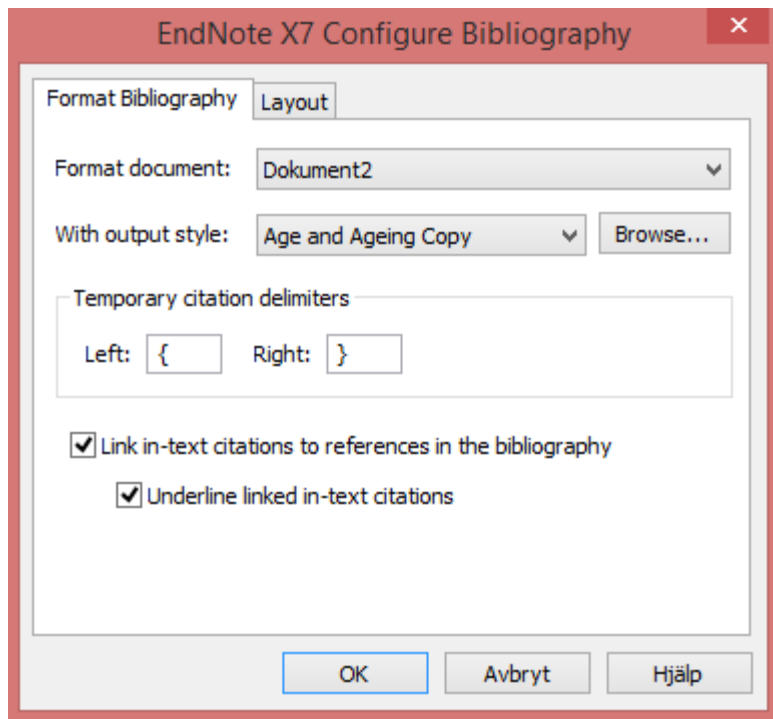 EndNote X7 Configure Bibliography
Format Bibliography Layout
Format document: Dokument2
With output style: Age and Ageing Copy Browse...
Temporary citation delimiters
Left: { Right: }
Link in-text citations to references in the bibliography
Underline linked in-text citations
OK Avbryt Hjälp